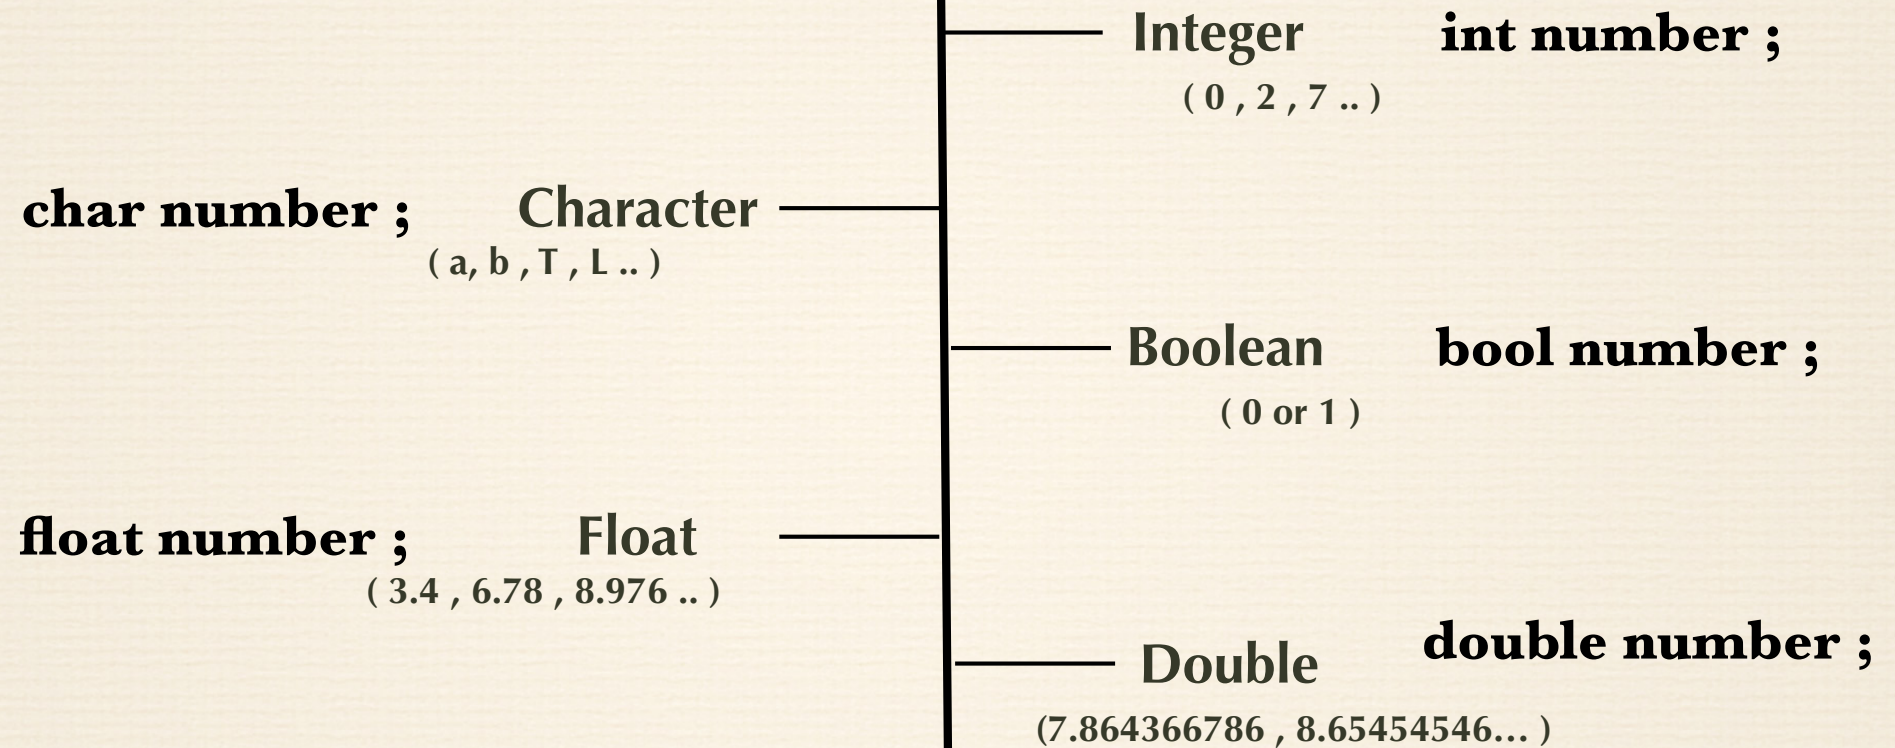 Integer int number ;
( 0 , 2 , 7 .. )
char number ; Character
( a, b , T , L .. )
Boolean bool number ;
( 0 or 1 )
float number ; Float
( 3.4 , 6.78 , 8.976 .. )
Double double number ;
(7.864366786 , 8.65454546... )